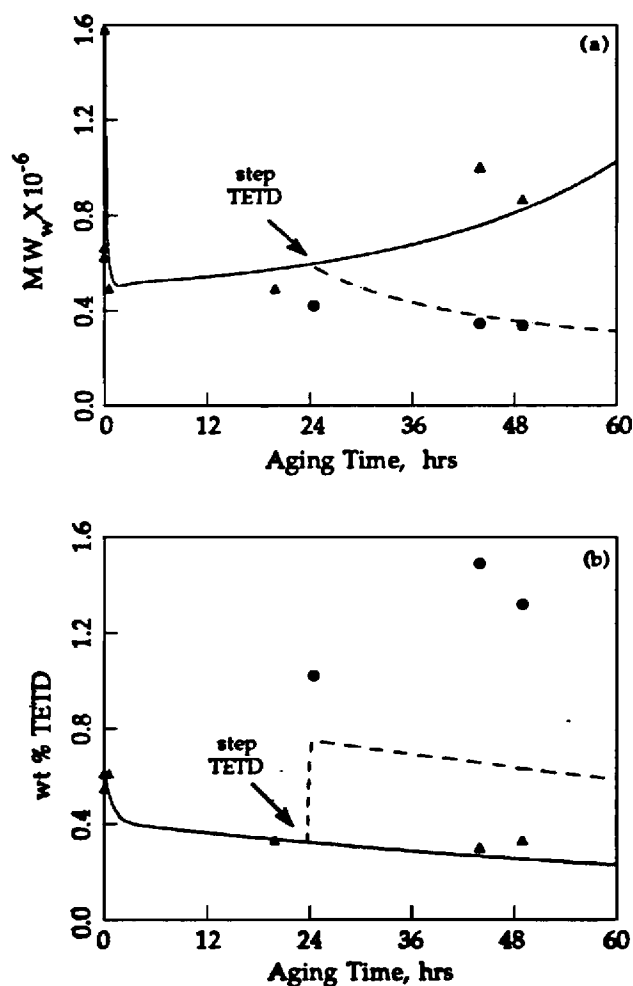 1.6
(a)
1.2
0.8
0.4
0.0
MW_w X 10^-6
step
TETD
0 12 24 36 48 60
Aging Time, hrs
1.6
(b)
1.2
0.8
0.4
0.0
wt % TETD
step
TETD
0 12 24 36 48 60
Aging Time, hrs